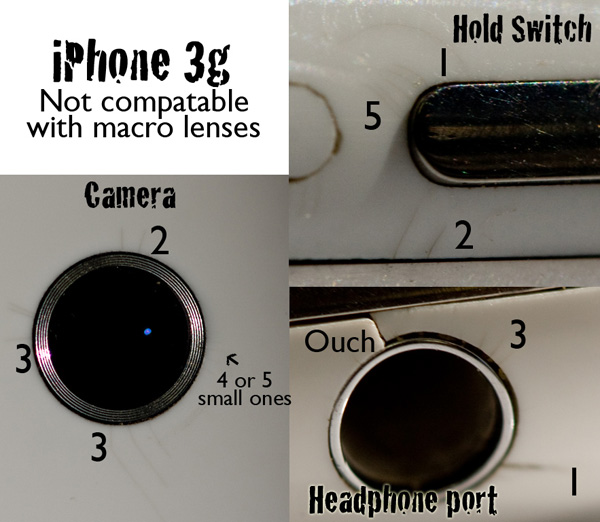 iPhone 3g
Not compatable
with macro lenses
Hold Switch
1
5
2
Camera
2
3
4 or 5
small ones
3
Ouch
3
1
Headphone port